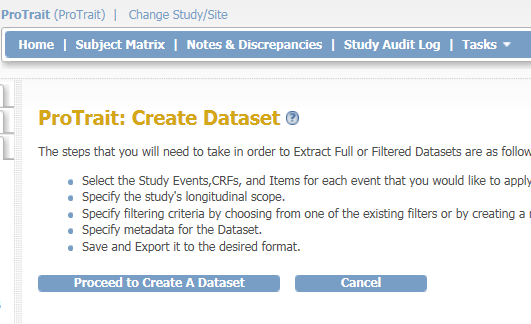 ProTrait (ProTrait) | Change Study/Site
Home | Subject Matrix | Notes & Discrepancies | Study Audit Log | Tasks
ProTrait: Create Dataset ?
The steps that you will need to take in order to Extract Full or Filtered Datasets are as follow
Select the Study Events,CRFs, and Items for each event that you would like to apply
Specify the study's longitudinal scope.
Specify filtering criteria by choosing from one of the existing filters or by creating a
Specify metadata for the Dataset.
Save and Export it to the desired format.
Proceed to Create A Dataset Cancel